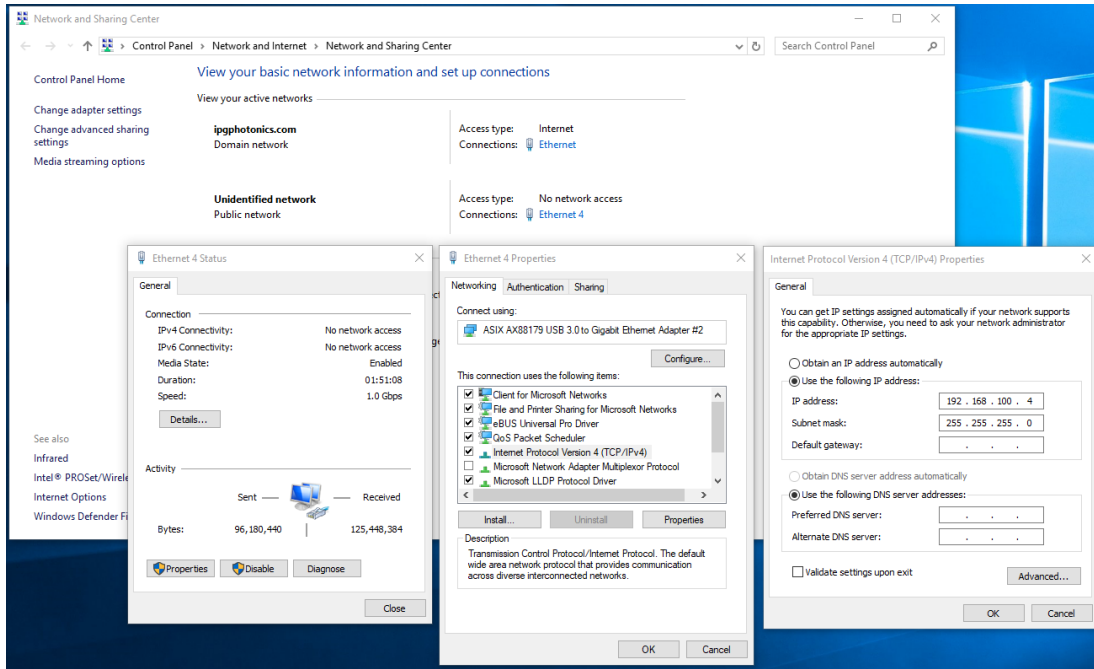 Network and Sharing Center
Control Panel > Network and Internet > Network and Sharing Center
Search Control Panel
Control Panel Home
Change adapter settings
Change advanced sharing
settings
Media streaming options
See also
Infrared
Intel® PROSet/Wirele
Internet Options
Windows Defender Fi
View your basic network information and set up connections
View your active networks
ipgphotonics.com
Domain network
Access type: Internet
Connections: Ethernet
Unidentified network
Public network
Access type: No network access
Connections: Ethernet 4
Ethernet 4 Status
General
Connection
IPv4 Connectivity: No network access
IPv6 Connectivity: No network access
Media State: Enabled
Duration: 01:51:08
Speed: 1.0 Gbps
Details...
Activity
Sent — Received
Bytes: 96,180,440 125,448,384
Properties Disable Diagnose
Close
Ethernet 4 Properties
Networking Authentication Sharing
Connect using:
ASIX AX88179 USB 3.0 to Gigabit Ethernet Adapter #2
Configure...
This connection uses the following items:
Client for Microsoft Networks
File and Printer Sharing for Microsoft Networks
eBUS Universal Pro Driver
QoS Packet Scheduler
Internet Protocol Version 4 (TCP/IPv4)
Microsoft Network Adapter Multiplexor Protocol
Microsoft LLDP Protocol Driver
Install... Uninstall Properties
Description
Transmission Control Protocol/Internet Protocol. The default
wide area network protocol that provides communication
across diverse interconnected networks.
OK Cancel
Internet Protocol Version 4 (TCP/IPv4) Properties
General
You can get IP settings assigned automatically if your network supports
this capability. Otherwise, you need to ask your network administrator
for the appropriate IP settings.
Obtain an IP address automatically
Use the following IP address:
IP address: 192 . 168 . 100 . 4
Subnet mask: 255 . 255 . 255 . 0
Default gateway: . . .
Obtain DNS server address automatically
Use the following DNS server addresses:
Preferred DNS server: . . .
Alternate DNS server: . . .
Validate settings upon exit
Advanced...
OK Cancel